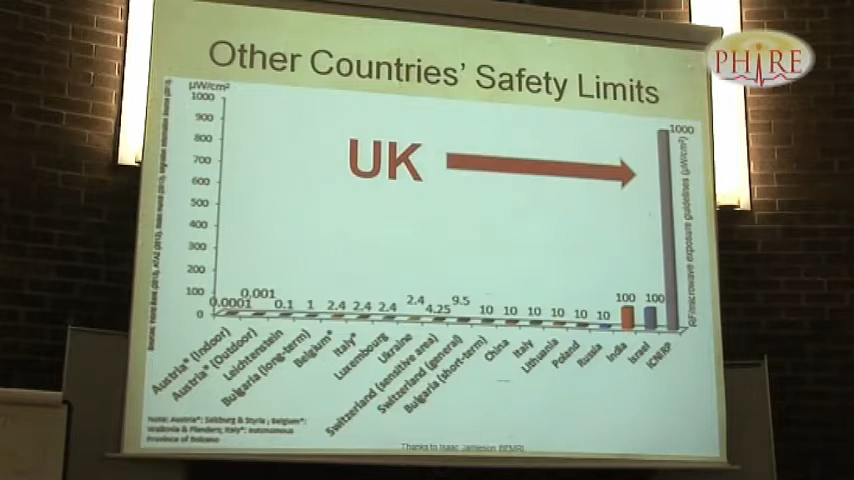 Other Countries' Safety Limits
PHIRE
µW/cm²
1000
900
800
700
600
500
400
300
200
100
0
UK
0.0001
0.001
0.1
1
2.4
2.4
2.4
2.4
4.25
9.5
10
10
10
10
10
10
100
100
1000
RF/microwave exposure guidelines (µW/cm²)
Austria* (Indoor)
Austria* (Outdoor)
Liechtenstein
Bulgaria (long-term)
Belgium*
Italy*
Luxembourg
Ukraine
Switzerland (sensitive area)
Switzerland (general)
Bulgaria (short-term)
China
Italy
Lithuania
Poland
Russia
India
Israel
ICNIRP
Note: Austria*: Salzburg & Styria ; Belgium*:
Wallonia & Flanders; Italy*: autonomous
Province of Bolzano
Thanks to Isaac Jamieson